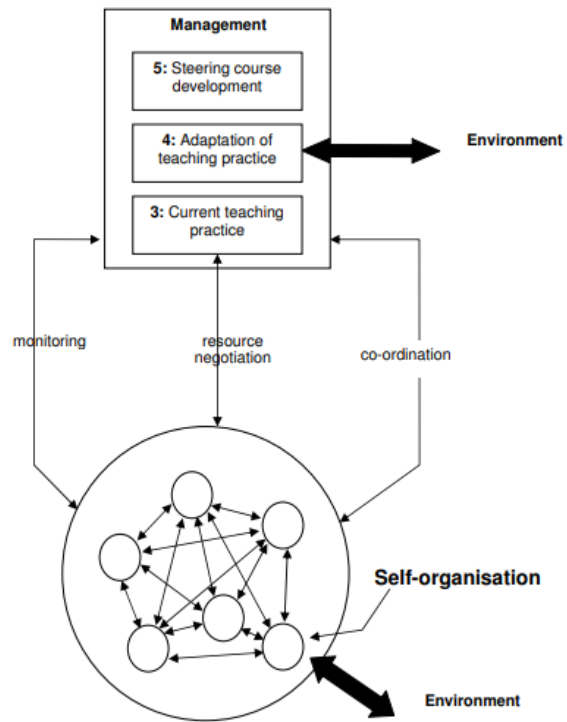 Management
5: Steering course
development
4: Adaptation of
teaching practice
Environment
3: Current teaching
practice
monitoring
resource
negotiation
co-ordination
Self-organisation
Environment